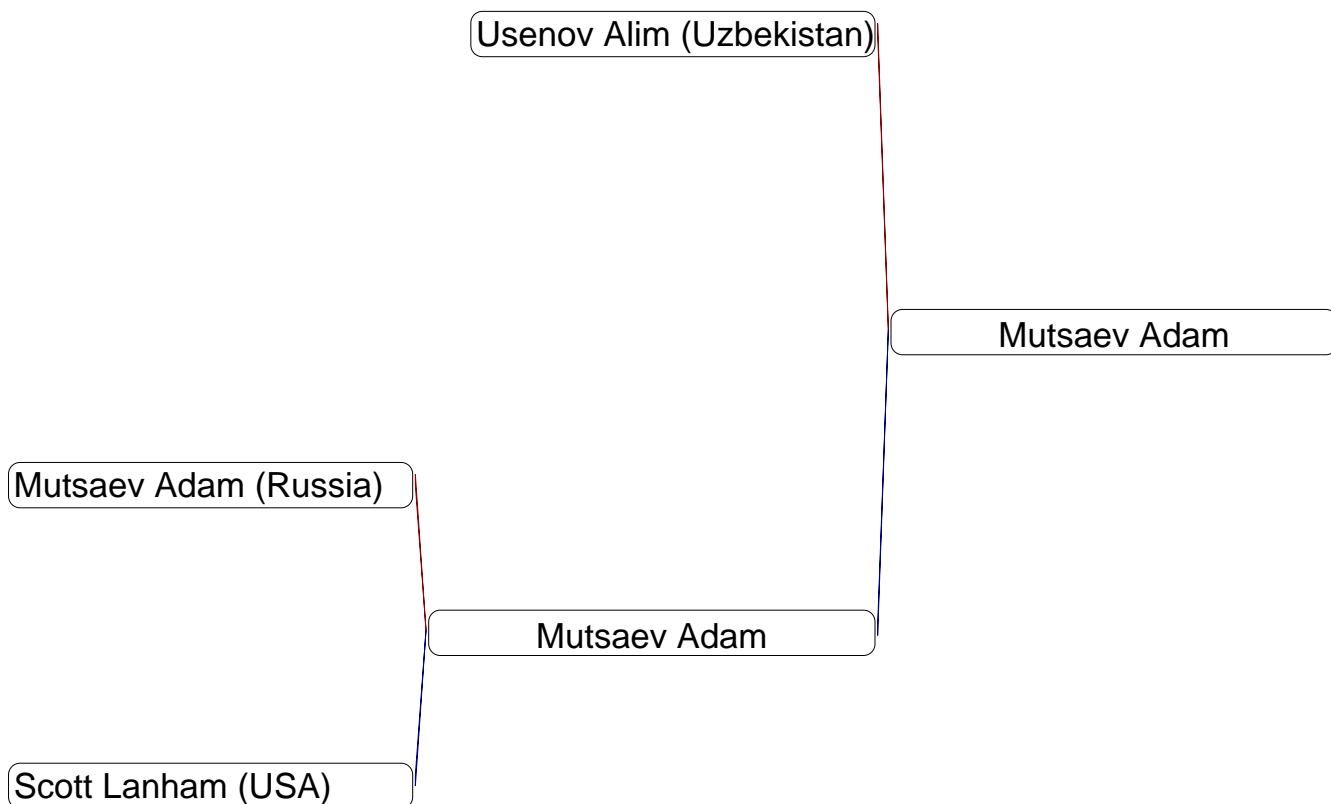 Usenov Alim (Uzbekistan)
Mutsaev Adam
Mutsaev Adam (Russia)
Mutsaev Adam
Scott Lanham (USA)